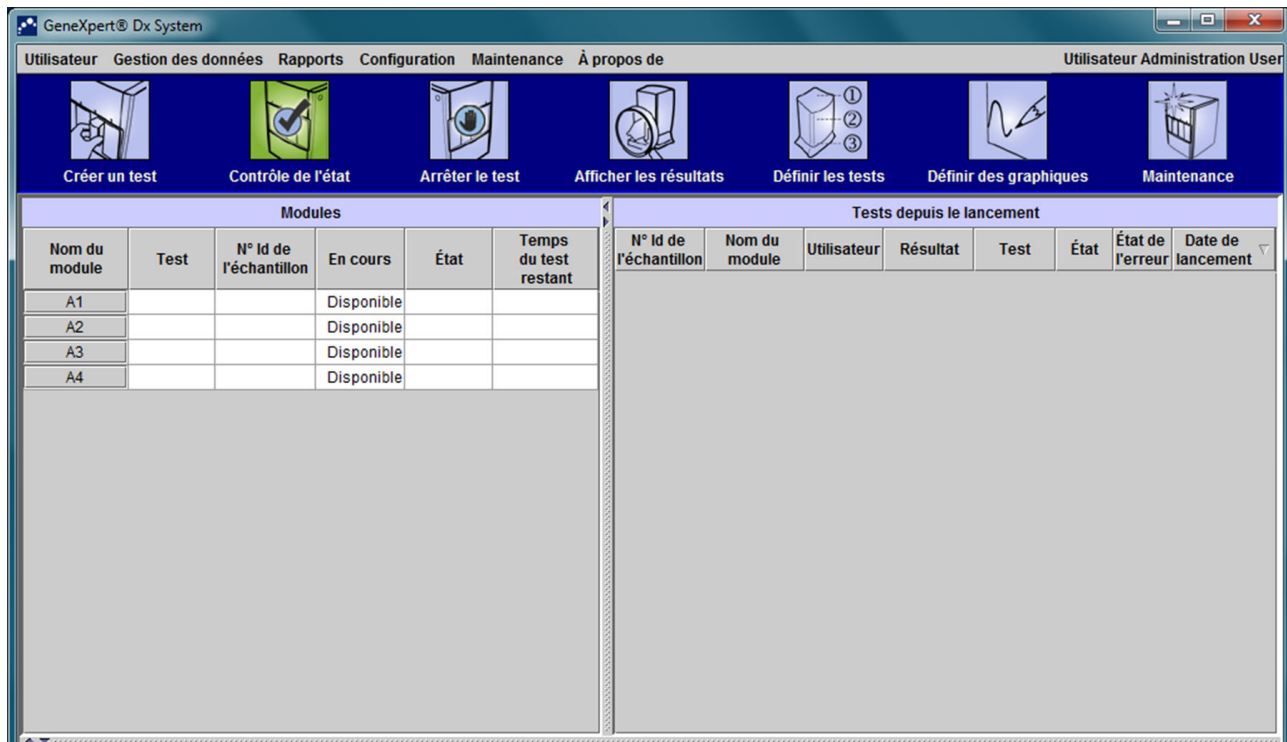 GeneXpert® Dx System
Utilisateur Gestion des données Rapports Configuration Maintenance À propos de Utilisateur Administration User
①
②
③
Créer un test Contrôle de l'état Arrêter le test Afficher les résultats Définir les tests Définir des graphiques Maintenance
Modules
Nom du module Test N° Id de l'échantillon En cours État Temps du test restant
A1 Disponible
A2 Disponible
A3 Disponible
A4 Disponible
Tests depuis le lancement
N° Id de l'échantillon Nom du module Utilisateur Résultat Test État État de l'erreur Date de lancement